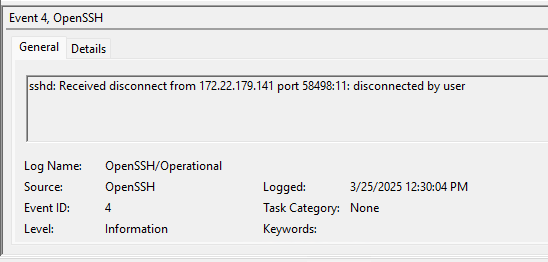 Event 4, OpenSSH
General Details
sshd: Received disconnect from 172.22.179.141 port 58498:11: disconnected by user
Log Name: OpenSSH/Operational
Source: OpenSSH Logged: 3/25/2025 12:30:04 PM
Event ID: 4 Task Category: None
Level: Information Keywords: